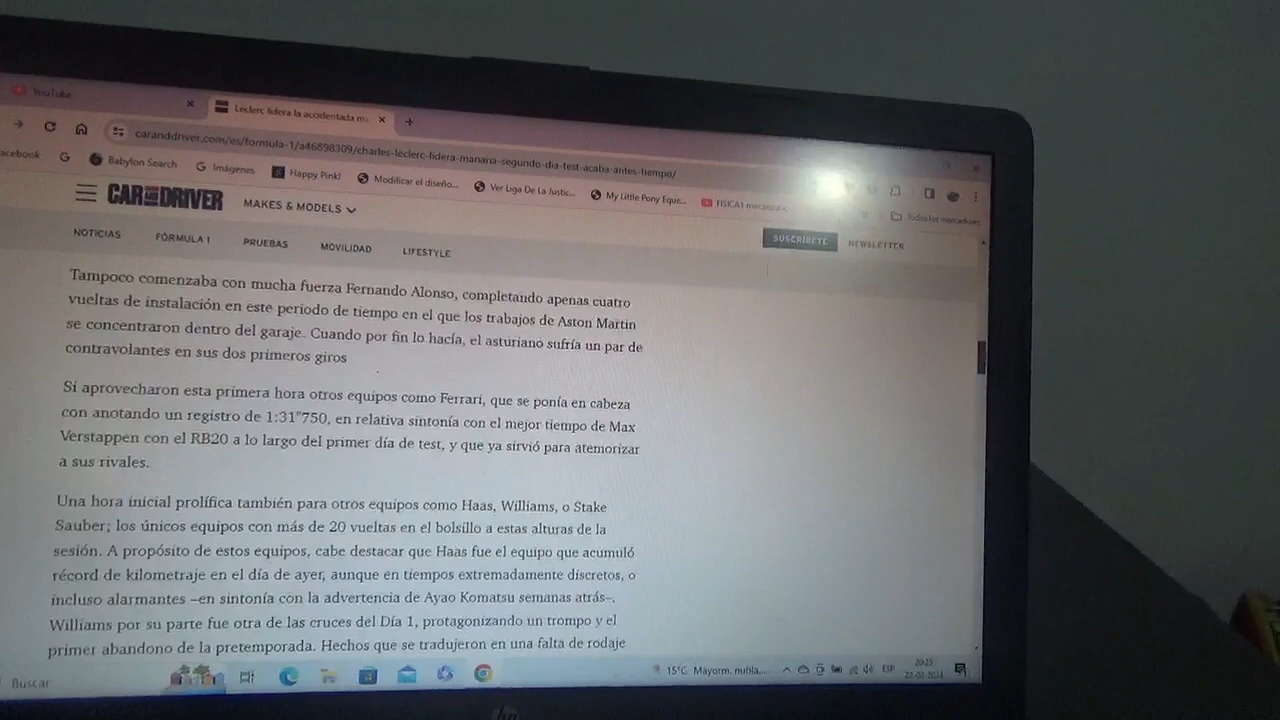 YouTube
Leclerc lidera la acodentada m
caranddriver.com/es/formula-1/a46898309/charles-leclerc-lidera-manana-segundo-dia-test-acaba-antes-tiempo/
acebook
Babylon Search
Imágenes
Happy Pink!
Modificar el diseño...
Ver Liga De La Justic...
My Little Pony Eque...
FISICA1
Todos los marcadores
CAR AND DRIVER
MAKES & MODELS
SUSCRÍBETE
NEWSLETTER
NOTICIAS
FÓRMULA 1
PRUEBAS
MOVILIDAD
LIFESTYLE
Tampoco comenzaba con mucha fuerza Fernando Alonso, completando apenas cuatro
vueltas de instalación en este periodo de tiempo en el que los trabajos de Aston Martin
se concentraron dentro del garaje. Cuando por fin lo hacía, el asturiano sufría un par de
contravolantes en sus dos primeros giros
Sí aprovecharon esta primera hora otros equipos como Ferrari, que se ponía en cabeza
con anotando un registro de 1:31"750, en relativa sintonía con el mejor tiempo de Max
Verstappen con el RB20 a lo largo del primer día de test, y que ya sirvió para atemorizar
a sus rivales.
Una hora inicial prolífica también para otros equipos como Haas, Williams, o Stake
Sauber; los únicos equipos con más de 20 vueltas en el bolsillo a estas alturas de la
sesión. A propósito de estos equipos, cabe destacar que Haas fue el equipo que acumuló
récord de kilometraje en el día de ayer, aunque en tiempos extremadamente discretos, o
incluso alarmantes –en sintonía con la advertencia de Ayao Komatsu semanas atrás–.
Williams por su parte fue otra de las cruces del Día 1, protagonizando un trompo y el
primer abandono de la pretemporada. Hechos que se tradujeron en una falta de rodaje
Buscar
15°C Mayorm. nubla...
ESP
20:25
22-02-2024
hp